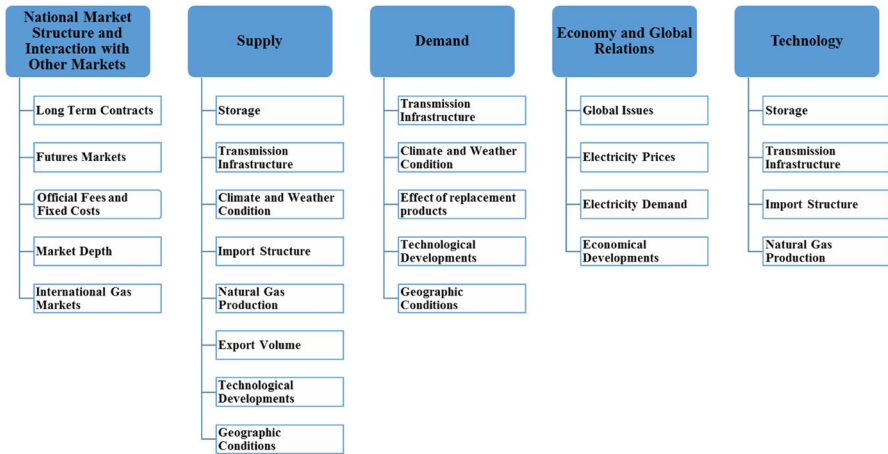 National Market
Structure and
Interaction with
Other Markets
Long Term Contracts
Futures Markets
Official Fees and
Fixed Costs
Market Depth
International Gas
Markets
Supply
Storage
Transmission
Infrastructure
Climate and Weather
Condition
Import Structure
Natural Gas
Production
Export Volume
Technological
Developments
Geographic
Conditions
Demand
Transmission
Infrastructure
Climate and Weather
Condition
Effect of replacement
products
Technological
Developments
Geographic
Conditions
Economy and Global
Relations
Global Issues
Electricity Prices
Electricity Demand
Economical
Developments
Technology
Storage
Transmission
Infrastructure
Import Structure
Natural Gas
Production